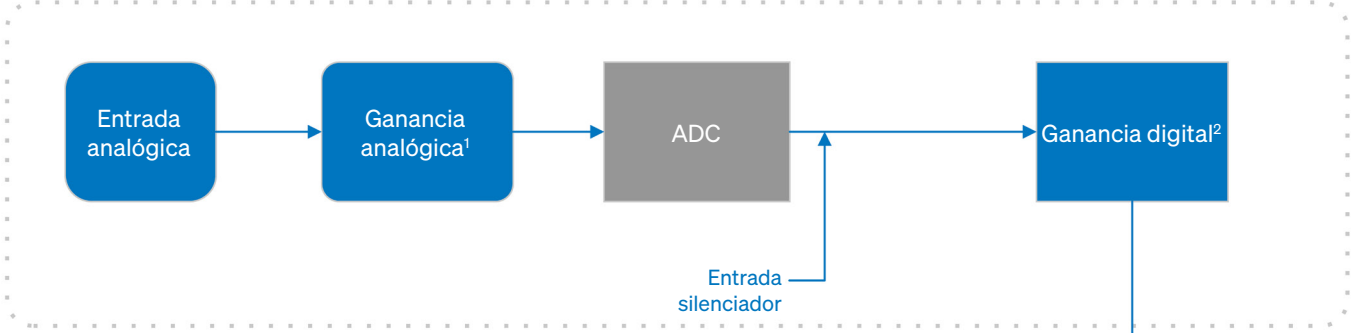 Entrada
analógica
Ganancia
analógica¹
ADC
Ganancia digital²
Entrada
silenciador